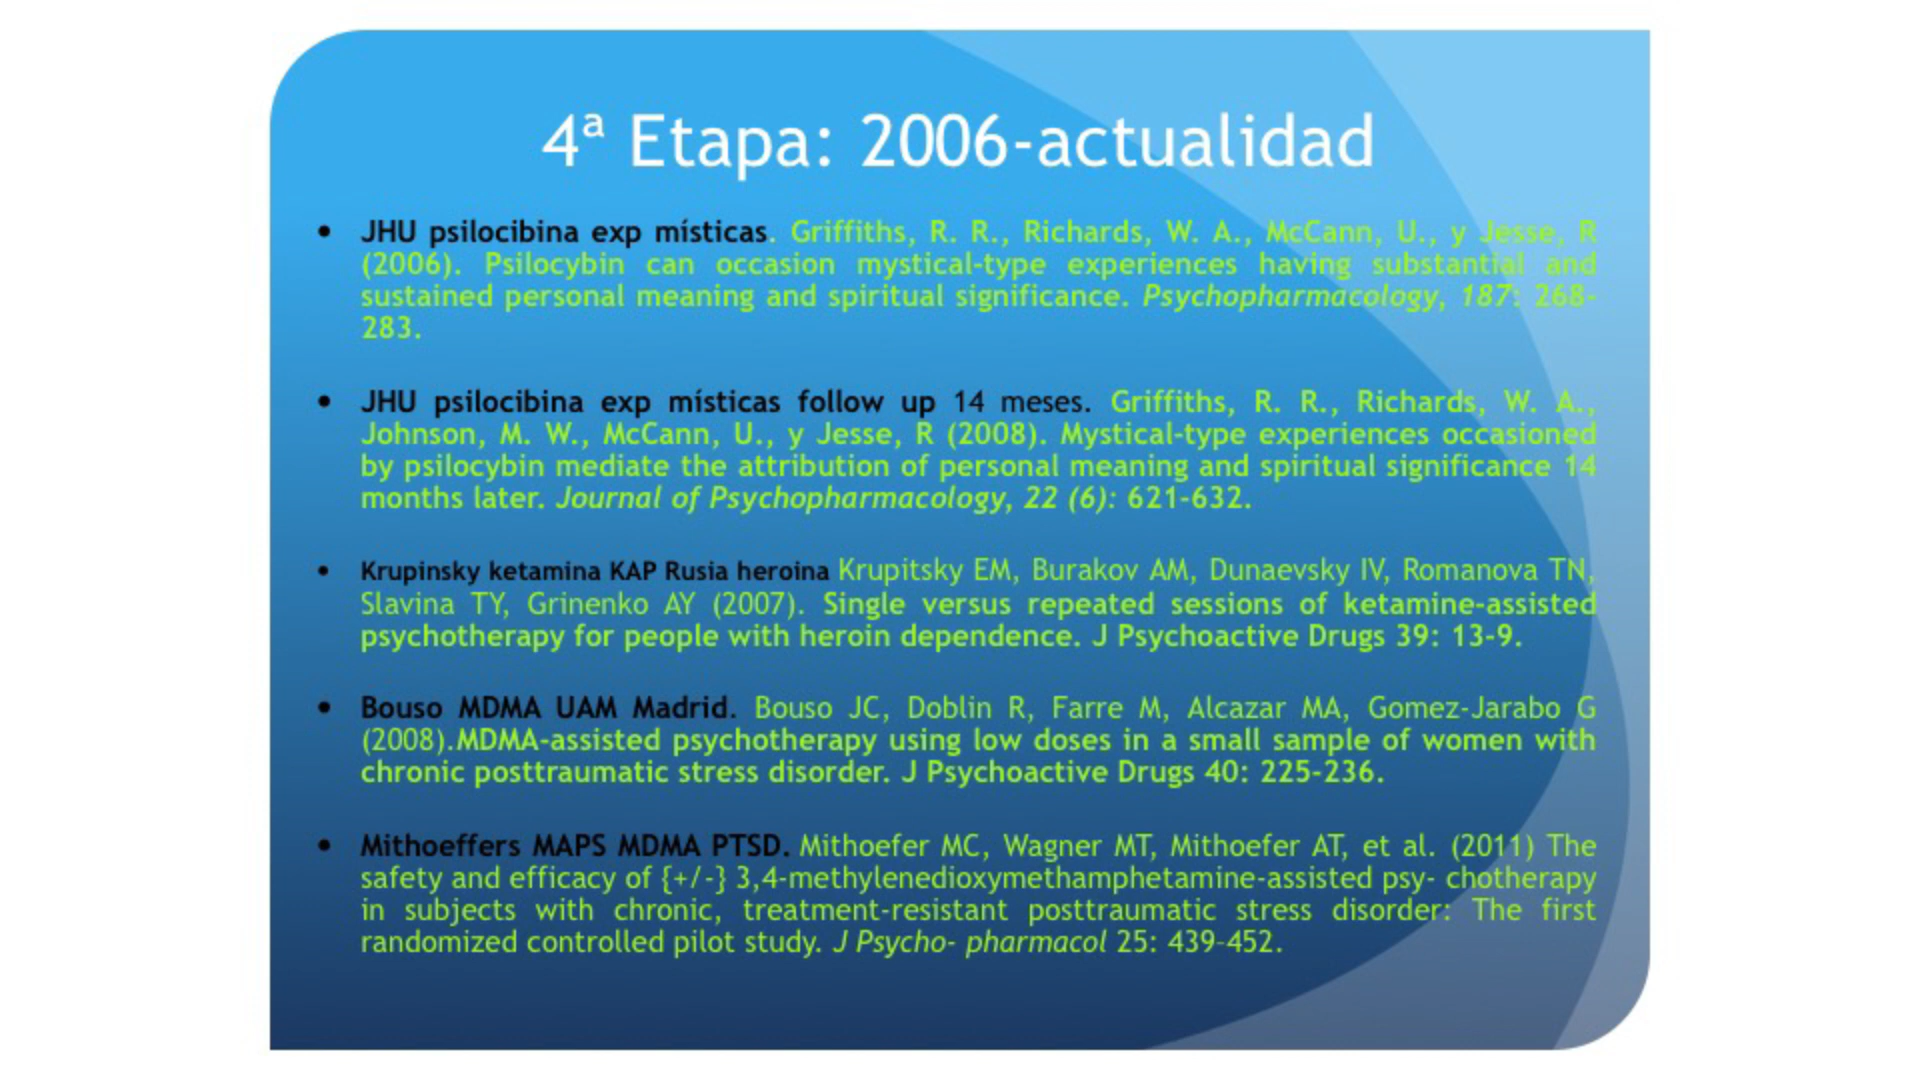 4ª Etapa: 2006-actualidad
• JHU psilocibina exp místicas. Griffiths, R. R., Richards, W. A., McCann, U., y Jesse, R
(2006). Psilocybin can occasion mystical-type experiences having substantial and
sustained personal meaning and spiritual significance. Psychopharmacology, 187: 268-
283.
• JHU psilocibina exp místicas follow up 14 meses. Griffiths, R. R., Richards, W. A.,
Johnson, M. W., McCann, U., y Jesse, R (2008). Mystical-type experiences occasioned
by psilocybin mediate the attribution of personal meaning and spiritual significance 14
months later. Journal of Psychopharmacology, 22 (6): 621-632.
• Krupinsky ketamina KAP Rusia heroina Krupitsky EM, Burakov AM, Dunaevsky IV, Romanova TN,
Slavina TY, Grinenko AY (2007). Single versus repeated sessions of ketamine-assisted
psychotherapy for people with heroin dependence. J Psychoactive Drugs 39: 13-9.
• Bouso MDMA UAM Madrid. Bouso JC, Doblin R, Farre M, Alcazar MA, Gomez-Jarabo G
(2008).MDMA-assisted psychotherapy using low doses in a small sample of women with
chronic posttraumatic stress disorder. J Psychoactive Drugs 40: 225-236.
• Mithoeffers MAPS MDMA PTSD. Mithoefer MC, Wagner MT, Mithoefer AT, et al. (2011) The
safety and efficacy of {+/-} 3,4-methylenedioxymethamphetamine-assisted psy- chotherapy
in subjects with chronic, treatment-resistant posttraumatic stress disorder: The first
randomized controlled pilot study. J Psycho- pharmacol 25: 439–452.